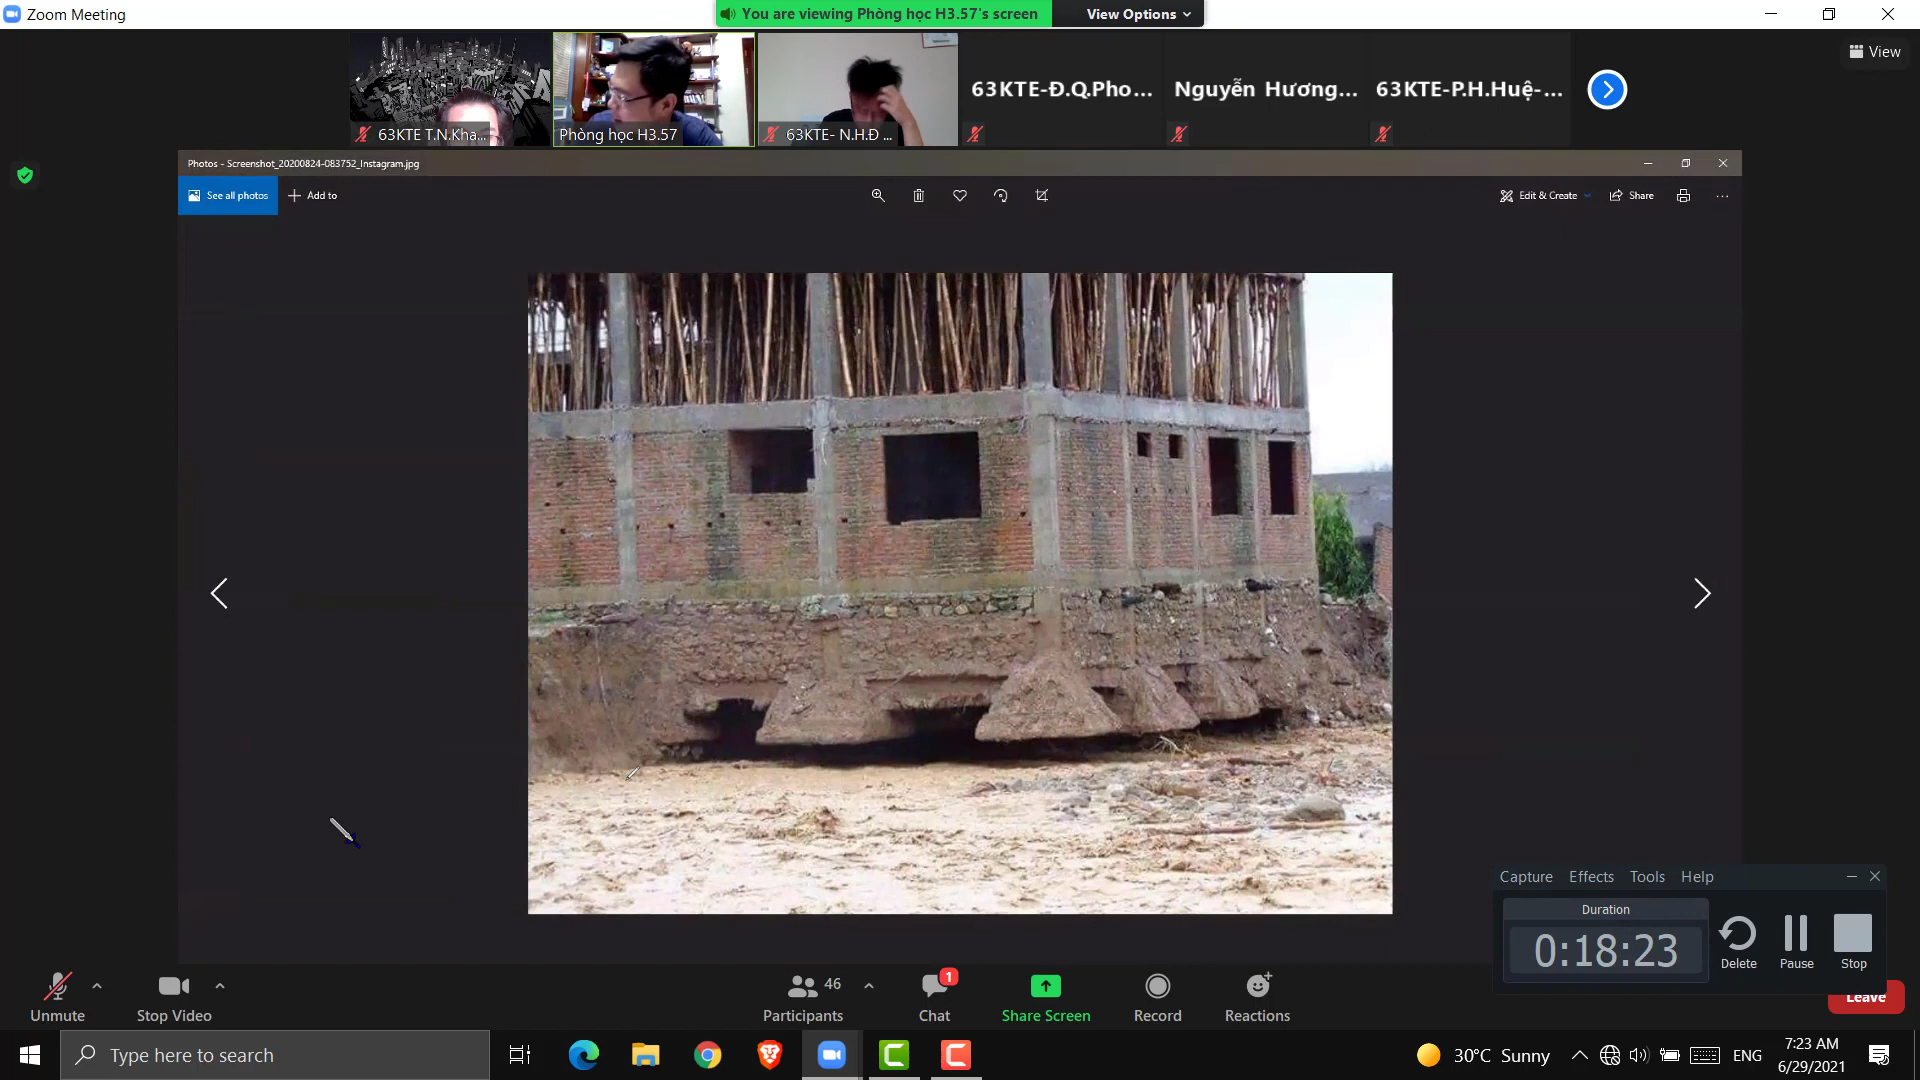 Zoom Meeting
You are viewing Phòng học H3.57's screen
View Options
View
63KTE T.N.Kha...
Phòng học H3.57
63KTE- N.H.Đ ...
63KTE-Đ.Q.Pho...
Nguyễn Hương...
63KTE-P.H.Huệ-...
Photos - Screenshot_20200824-083752_Instagram.jpg
See all photos
Add to
Edit & Create
Share
Capture Effects Tools Help
Duration
0:18:23
Delete
Pause
Stop
Unmute
Stop Video
46
Participants
1
Chat
Share Screen
Record
Reactions
Leave
Type here to search
30°C Sunny
ENG
7:23 AM
6/29/2021